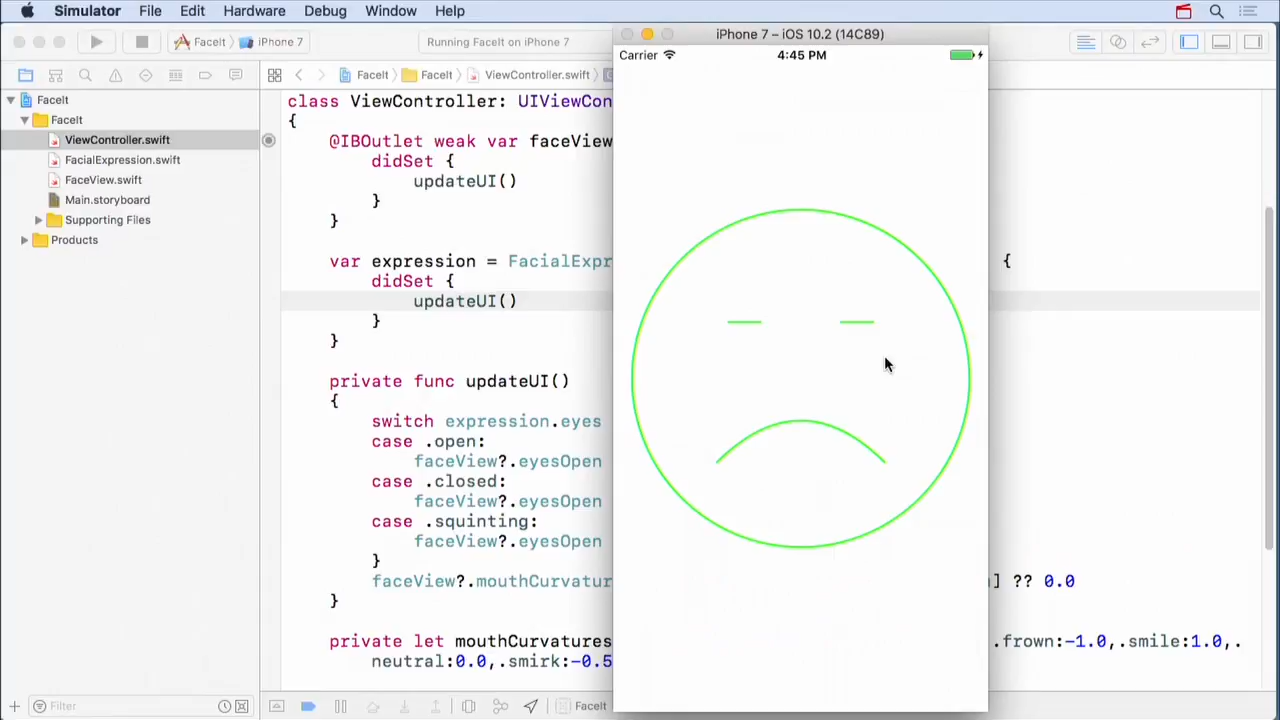 Simulator File Edit Hardware Debug Window Help
FaceIt iPhone 7 Running FaceIt on iPhone 7
iPhone 7 – iOS 10.2 (14C89)
Carrier 4:45 PM
FaceIt FaceIt ViewController.swift
FaceIt
FaceIt
ViewController.swift
FacialExpression.swift
FaceView.swift
Main.storyboard
Supporting Files
Products
class ViewController: UIViewCon
{
@IBOutlet weak var faceView
didSet {
updateUI()
}
}
var expression = FacialExpr {
didSet {
updateUI()
}
}
private func updateUI()
{
switch expression.eyes
case .open:
faceView?.eyesOpen
case .closed:
faceView?.eyesOpen
case .squinting:
faceView?.eyesOpen
}
faceView?.mouthCurvatur ] ?? 0.0
}
private let mouthCurvatures .frown:-1.0,.smile:1.0,.
neutral:0.0,.smirk:-0.5
Filter FaceIt